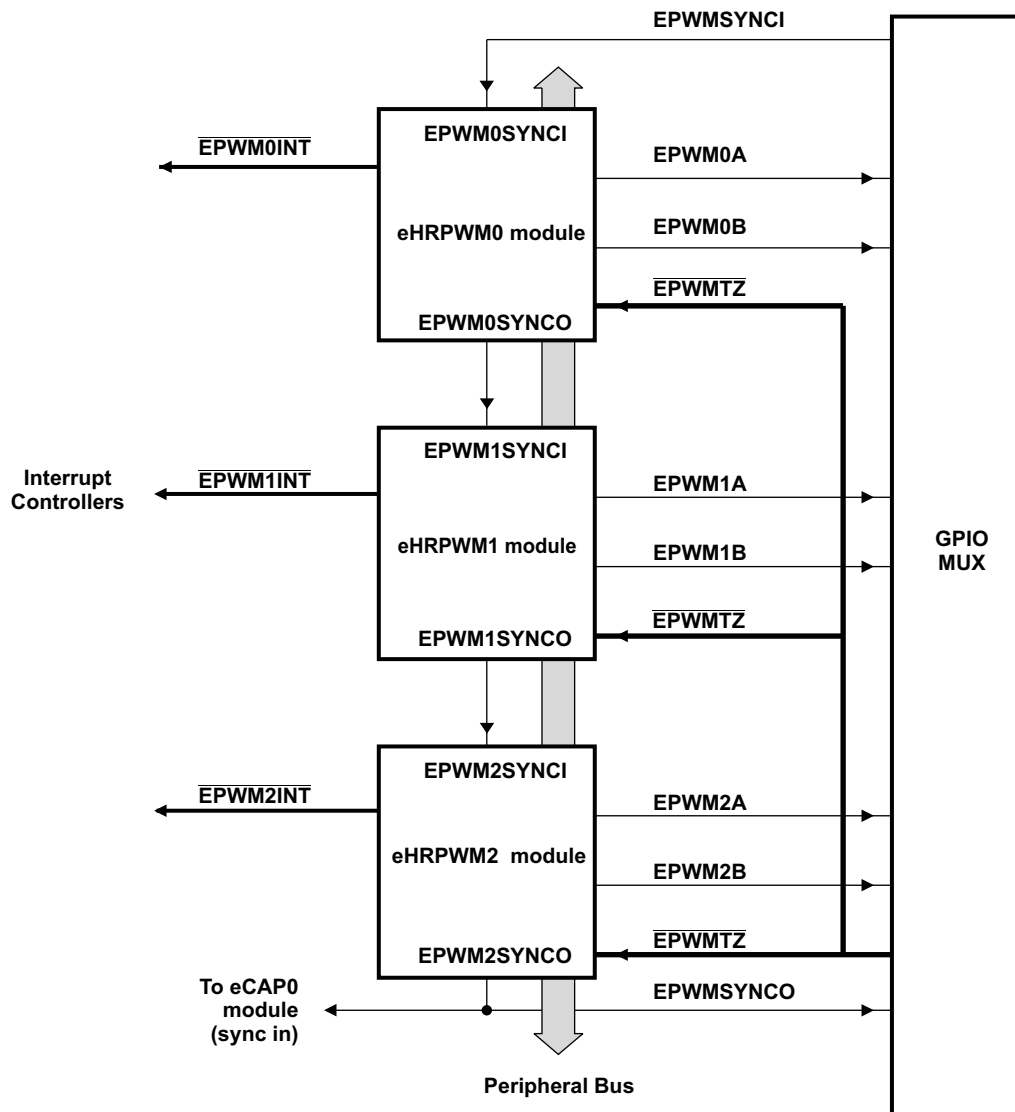 EPWMSYNCI
EPWM0SYNCI
EPWM0INT
EPWM0A
eHRPWM0 module
EPWM0B
EPWMTZ
EPWM0SYNCO
EPWM1SYNCI
Interrupt
Controllers
EPWM1INT
EPWM1A
eHRPWM1 module
EPWM1B
GPIO
MUX
EPWMTZ
EPWM1SYNCO
EPWM2SYNCI
EPWM2INT
EPWM2A
eHRPWM2 module
EPWM2B
EPWMTZ
EPWM2SYNCO
To eCAP0
module
(sync in)
EPWMSYNCO
Peripheral Bus